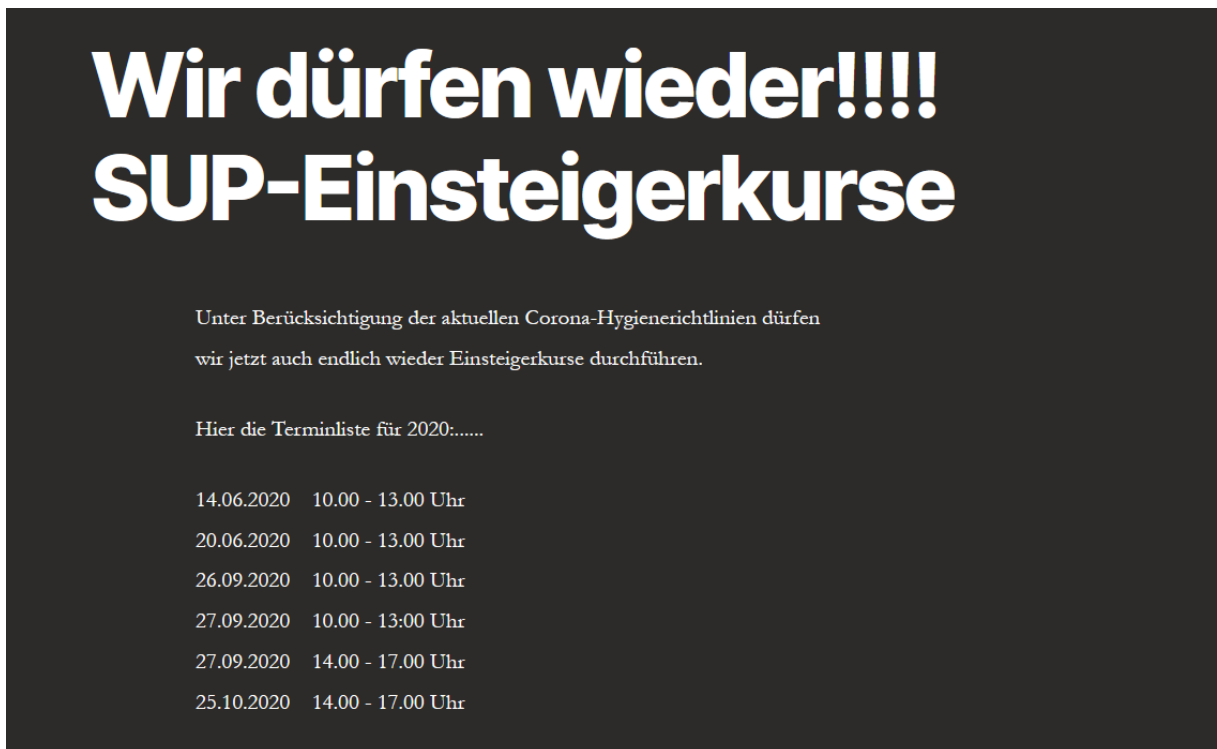 Wir dürfen wieder!!!!
SUP-Einsteigerkurse
Unter Berücksichtigung der aktuellen Corona-Hygienerichtlinien dürfen
wir jetzt auch endlich wieder Einsteigerkurse durchführen.
Hier die Terminliste für 2020:......
14.06.2020 10.00 - 13.00 Uhr
20.06.2020 10.00 - 13.00 Uhr
26.09.2020 10.00 - 13.00 Uhr
27.09.2020 10.00 - 13:00 Uhr
27.09.2020 14.00 - 17.00 Uhr
25.10.2020 14.00 - 17.00 Uhr